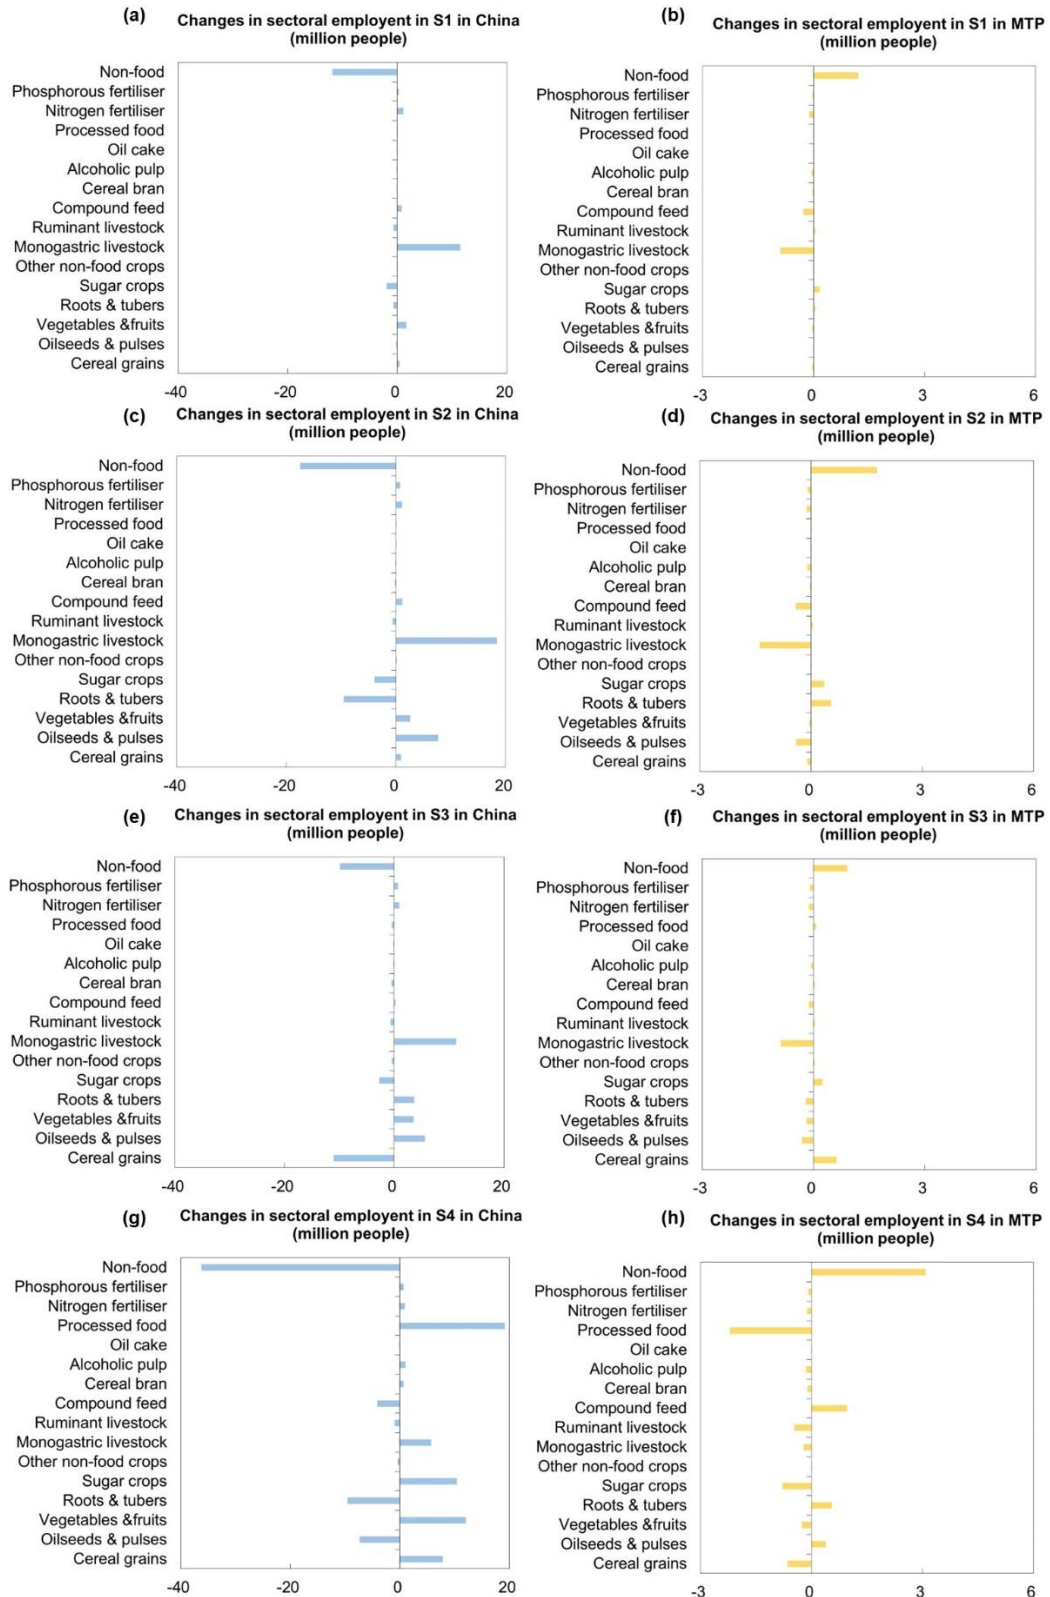 (a)
Changes in sectoral employent in S1 in China
(million people)
Non-food
Phosphorous fertiliser
Nitrogen fertiliser
Processed food
Oil cake
Alcoholic pulp
Cereal bran
Compound feed
Ruminant livestock
Monogastric livestock
Other non-food crops
Sugar crops
Roots & tubers
Vegetables &fruits
Oilseeds & pulses
Cereal grains
-40 -20 0 20
(b)
Changes in sectoral employent in S1 in MTP
(million people)
Non-food
Phosphorous fertiliser
Nitrogen fertiliser
Processed food
Oil cake
Alcoholic pulp
Cereal bran
Compound feed
Ruminant livestock
Monogastric livestock
Other non-food crops
Sugar crops
Roots & tubers
Vegetables &fruits
Oilseeds & pulses
Cereal grains
-3 0 3 6
(c)
Changes in sectoral employent in S2 in China
(million people)
Non-food
Phosphorous fertiliser
Nitrogen fertiliser
Processed food
Oil cake
Alcoholic pulp
Cereal bran
Compound feed
Ruminant livestock
Monogastric livestock
Other non-food crops
Sugar crops
Roots & tubers
Vegetables &fruits
Oilseeds & pulses
Cereal grains
-40 -20 0 20
(d)
Changes in sectoral employent in S2 in MTP
(million people)
Non-food
Phosphorous fertiliser
Nitrogen fertiliser
Processed food
Oil cake
Alcoholic pulp
Cereal bran
Compound feed
Ruminant livestock
Monogastric livestock
Other non-food crops
Sugar crops
Roots & tubers
Vegetables &fruits
Oilseeds & pulses
Cereal grains
-3 0 3 6
(e)
Changes in sectoral employent in S3 in China
(million people)
Non-food
Phosphorous fertiliser
Nitrogen fertiliser
Processed food
Oil cake
Alcoholic pulp
Cereal bran
Compound feed
Ruminant livestock
Monogastric livestock
Other non-food crops
Sugar crops
Roots & tubers
Vegetables &fruits
Oilseeds & pulses
Cereal grains
-40 -20 0 20
(f)
Changes in sectoral employent in S3 in MTP
(million people)
Non-food
Phosphorous fertiliser
Nitrogen fertiliser
Processed food
Oil cake
Alcoholic pulp
Cereal bran
Compound feed
Ruminant livestock
Monogastric livestock
Other non-food crops
Sugar crops
Roots & tubers
Vegetables &fruits
Oilseeds & pulses
Cereal grains
-3 0 3 6
(g)
Changes in sectoral employent in S4 in China
(million people)
Non-food
Phosphorous fertiliser
Nitrogen fertiliser
Processed food
Oil cake
Alcoholic pulp
Cereal bran
Compound feed
Ruminant livestock
Monogastric livestock
Other non-food crops
Sugar crops
Roots & tubers
Vegetables &fruits
Oilseeds & pulses
Cereal grains
-40 -20 0 20
(h)
Changes in sectoral employent in S4 in MTP
(million people)
Non-food
Phosphorous fertiliser
Nitrogen fertiliser
Processed food
Oil cake
Alcoholic pulp
Cereal bran
Compound feed
Ruminant livestock
Monogastric livestock
Other non-food crops
Sugar crops
Roots & tubers
Vegetables &fruits
Oilseeds & pulses
Cereal grains
-3 0 3 6